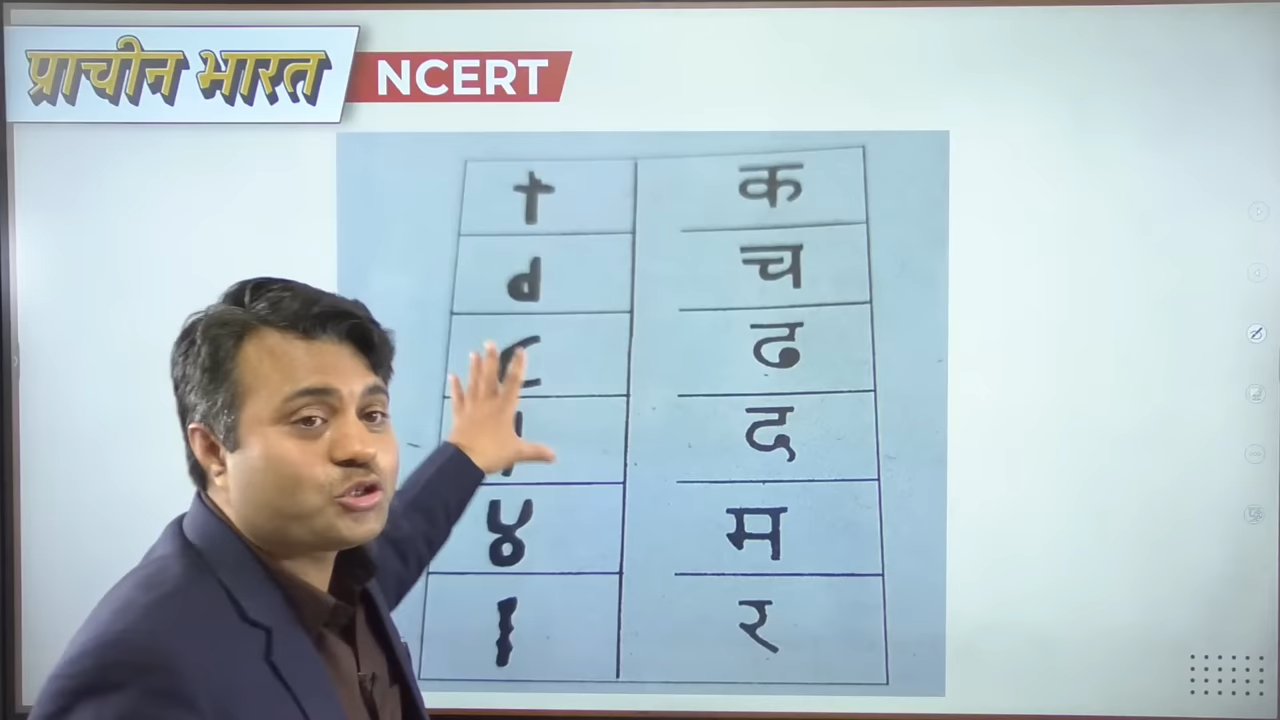 प्राचीन भारत NCERT
𑀓 क
𑀘 च
ढ
द
𑀫 म
𑀭 र